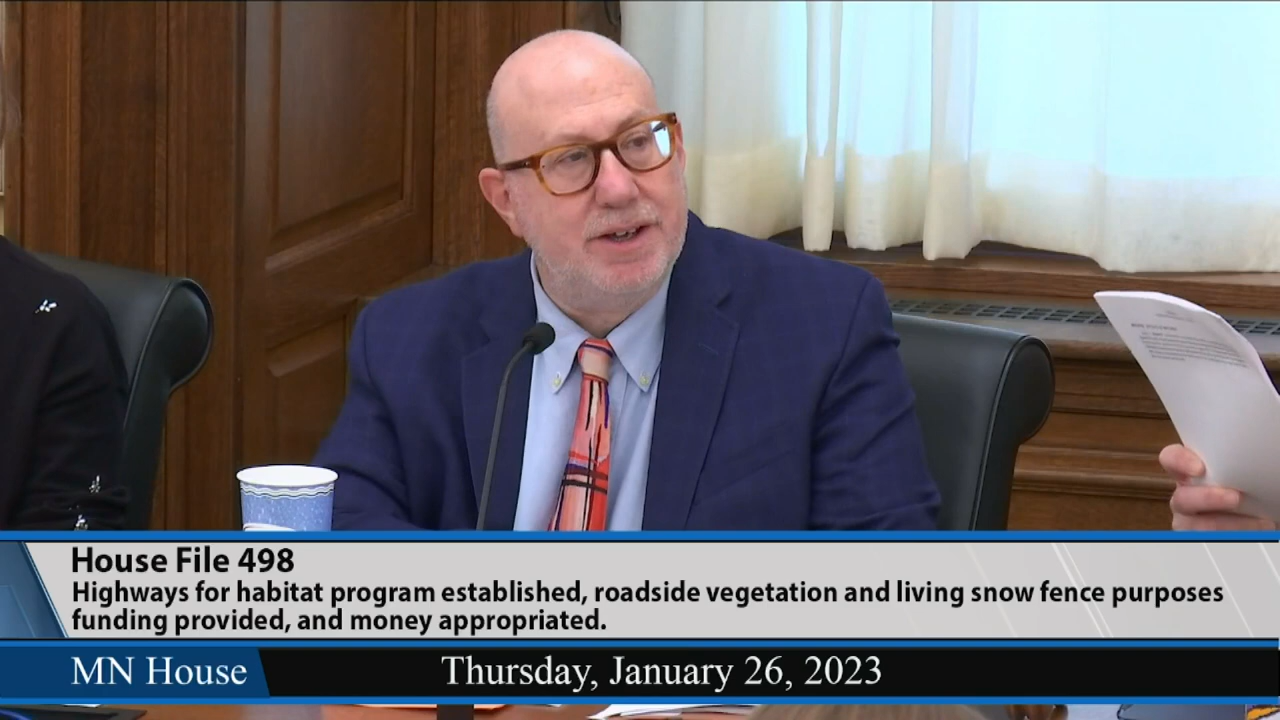 House File 498
Highways for habitat program established, roadside vegetation and living snow fence purposes
funding provided, and money appropriated.
MN House
Thursday, January 26, 2023